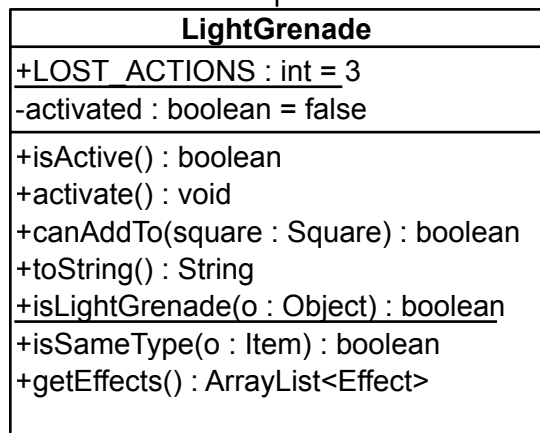 LightGrenade
+LOST_ACTIONS : int = 3
-activated : boolean = false
+isActive() : boolean
+activate() : void
+canAddTo(square : Square) : boolean
+toString() : String
+isLightGrenade(o : Object) : boolean
+isSameType(o : Item) : boolean
+getEffects() : ArrayList<Effect>